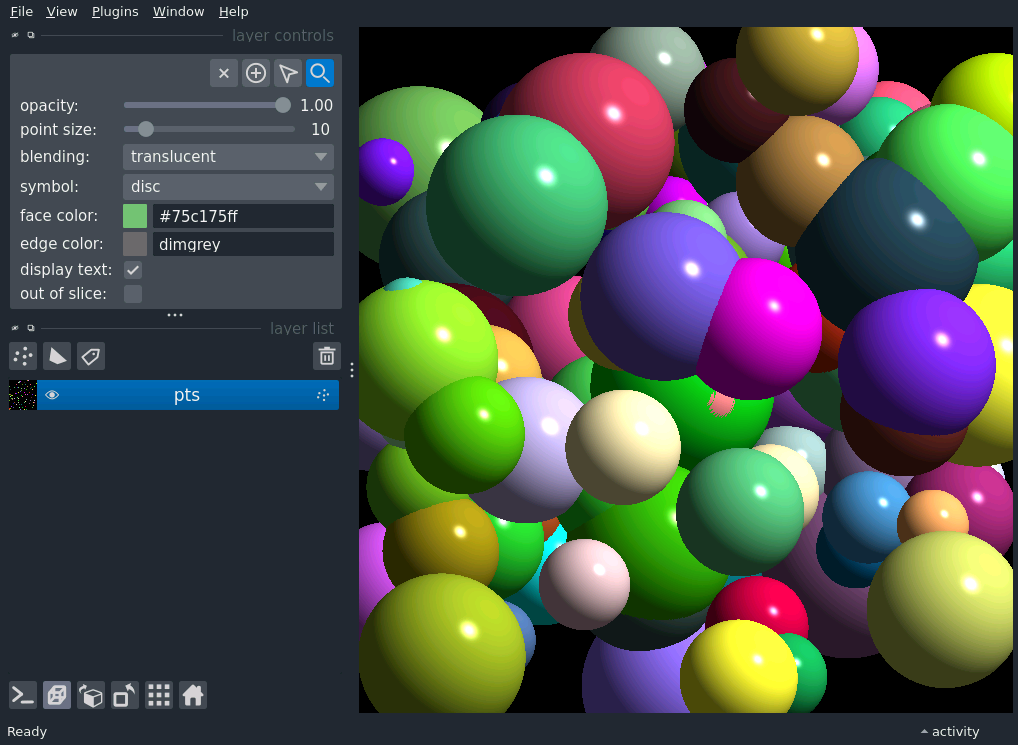 File View Plugins Window Help
layer controls
opacity: 1.00
point size: 10
blending: translucent
symbol: disc
face color: #75c175ff
edge color: dimgrey
display text:
out of slice:
layer list
pts
Ready activity